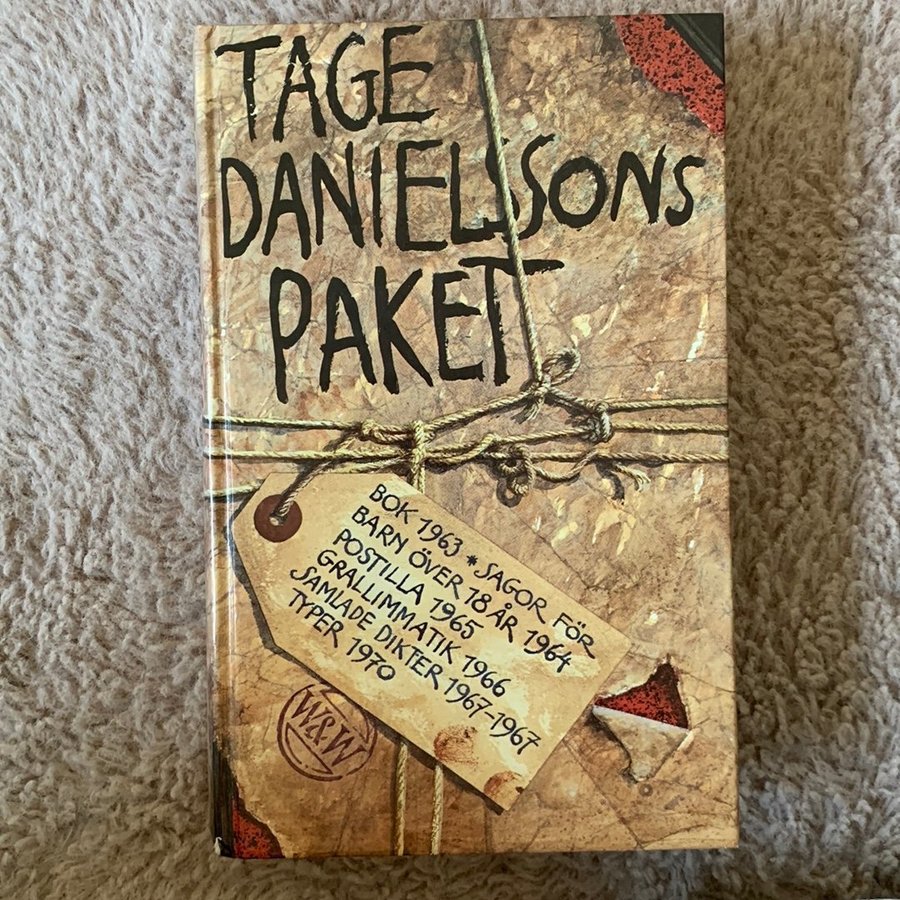 TAGE
DANIELSSONS
PAKET
BOK 1963 * SAGOR FÖR
BARN ÖVER 18 ÅR 1964
POSTILLA 1965
GRALLIMMATIK 1966
SAMLADE DIKTER 1967-1967
TYPER 1970
W&W